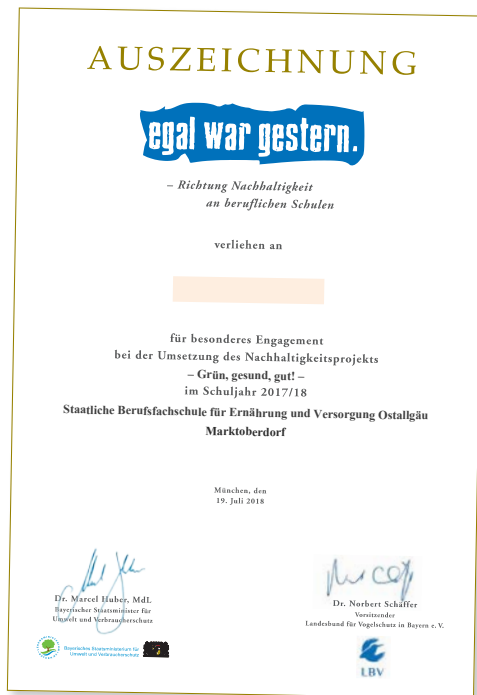 AUSZEICHNUNG
egal war gestern.
– Richtung Nachhaltigkeit
an beruflichen Schulen
verliehen an
für besonderes Engagement
bei der Umsetzung des Nachhaltigkeitsprojekts
– Grün, gesund, gut! –
im Schuljahr 2017/18
Staatliche Berufsfachschule für Ernährung und Versorgung Ostallgäu
Marktoberdorf
München, den
19. Juli 2018
Dr. Marcel Huber, MdL
Bayerischer Staatsminister für
Umwelt und Verbraucherschutz
Bayerisches Staatsministerium für
Umwelt und Verbraucherschutz
Dr. Norbert Schäffer
Vorsitzender
Landesbund für Vogelschutz in Bayern e. V.
LBV